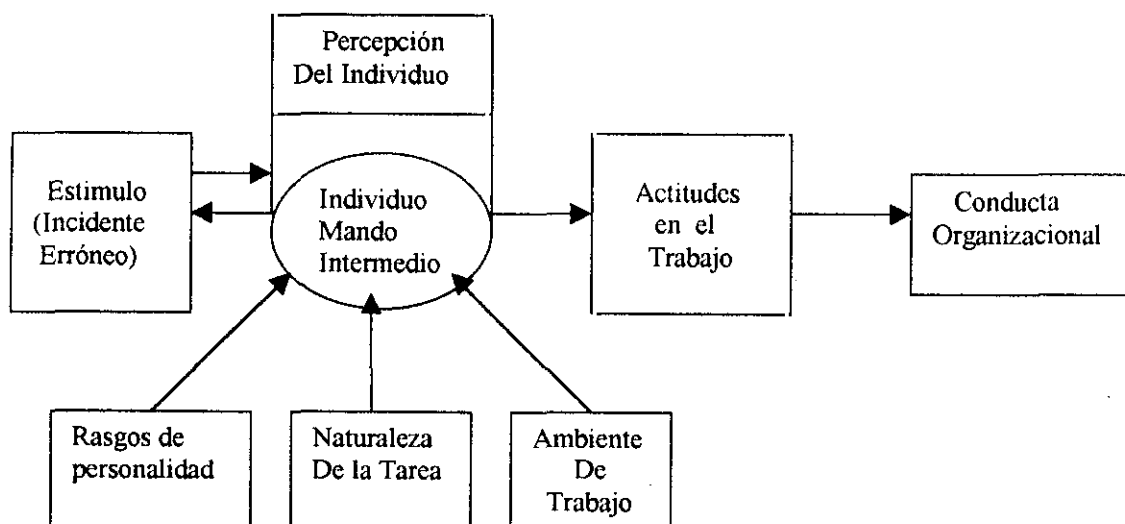 Percepción
Del Individuo
Estimulo
(Incidente
Erróneo)
Individuo
Mando
Intermedio
Actitudes
en el
Trabajo
Conducta
Organizacional
Rasgos de
personalidad
Naturaleza
De la Tarea
Ambiente
De
Trabajo